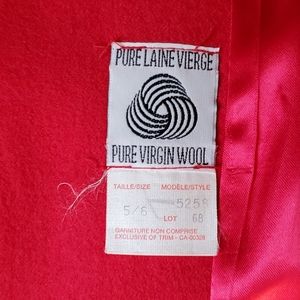 PURE LAINE VIERGE
PURE VIRGIN WOOL
TAILLE/SIZE MODÈLE/STYLE
5/6 5258
LOT 68
GARNITURE NON COMPRISE
EXCLUSIVE OF TRIM - CA-00328